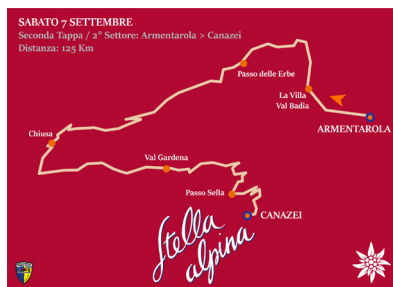 SABATO 7 SETTEMBRE
Seconda Tappa / 2° Settore: Armentarola > Canazei
Distanza: 125 Km
Passo delle Erbe
La Villa
Val Badia
ARMENTAROLA
Chiusa
Val Gardena
Passo Sella
CANAZEI
Stella
alpina